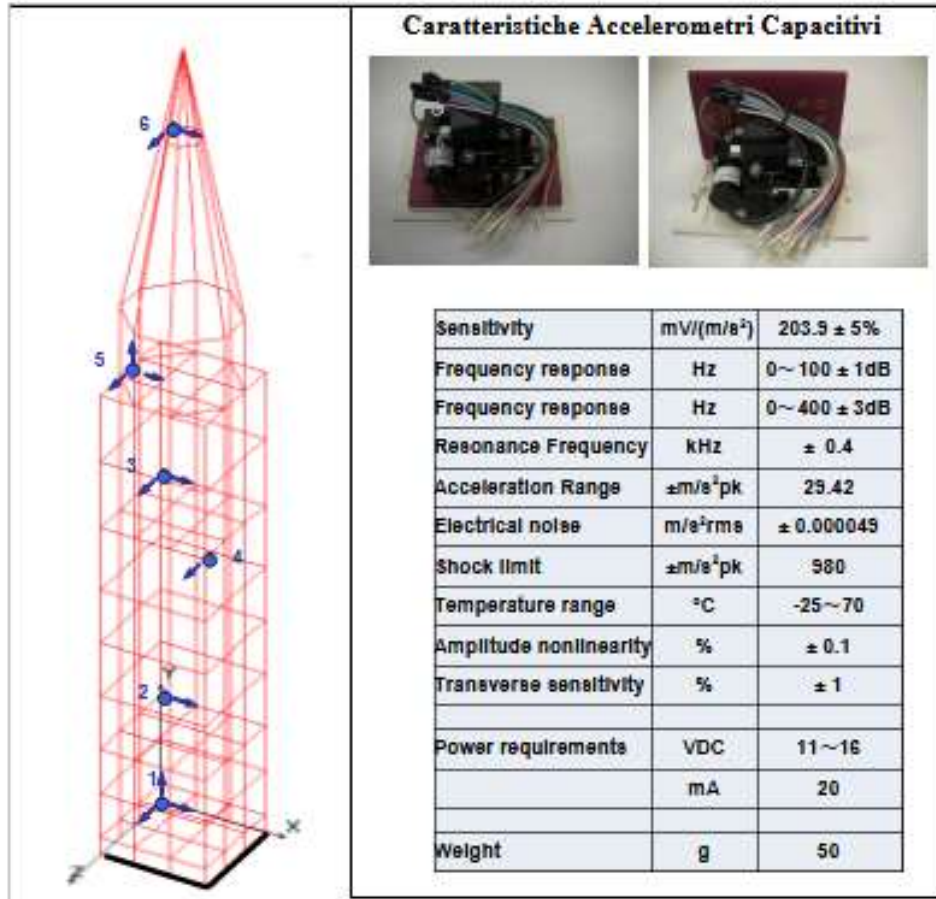 Caratteristiche Accelerometri Capacitivi
6
5
3
4
2
1
Y
X
Z
Sensitivity mV/(m/s²) 203.9 ± 5%
Frequency response Hz 0~100 ± 1dB
Frequency response Hz 0~400 ± 3dB
Resonance Frequency kHz ± 0.4
Acceleration Range ±m/s²pk 29.42
Electrical noise m/s²rms ± 0.000049
Shock limit ±m/s²pk 980
Temperature range °C -25~70
Amplitude nonlinearity % ± 0.1
Transverse sensitivity % ± 1
Power requirements VDC 11~16
mA 20
Weight g 50